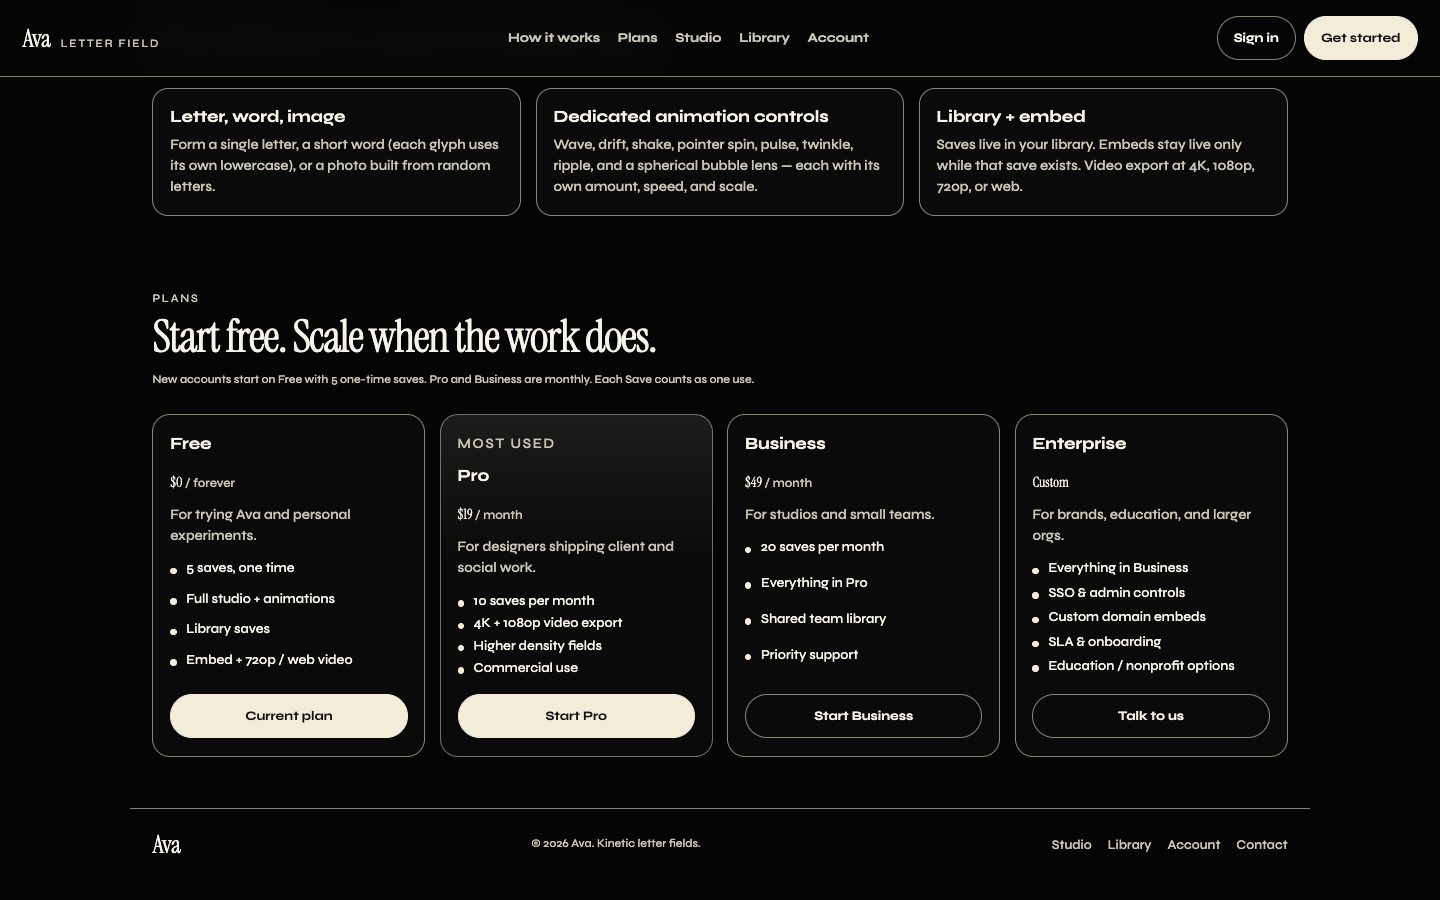 Ava LETTER FIELD
How it works Plans Studio Library Account
Sign in Get started
Letter, word, image
Form a single letter, a short word (each glyph uses
its own lowercase), or a photo built from random
letters.
Dedicated animation controls
Wave, drift, shake, pointer spin, pulse, twinkle,
ripple, and a spherical bubble lens — each with its
own amount, speed, and scale.
Library + embed
Saves live in your library. Embeds stay live only
while that save exists. Video export at 4K, 1080p,
720p, or web.
PLANS
Start free. Scale when the work does.
New accounts start on Free with 5 one-time saves. Pro and Business are monthly. Each Save counts as one use.
Free
$0 / forever
For trying Ava and personal
experiments.
5 saves, one time
Full studio + animations
Library saves
Embed + 720p / web video
Current plan
MOST USED
Pro
$19 / month
For designers shipping client and
social work.
10 saves per month
4K + 1080p video export
Higher density fields
Commercial use
Start Pro
Business
$49 / month
For studios and small teams.
20 saves per month
Everything in Pro
Shared team library
Priority support
Start Business
Enterprise
Custom
For brands, education, and larger
orgs.
Everything in Business
SSO & admin controls
Custom domain embeds
SLA & onboarding
Education / nonprofit options
Talk to us
Ava
© 2026 Ava. Kinetic letter fields.
Studio Library Account Contact